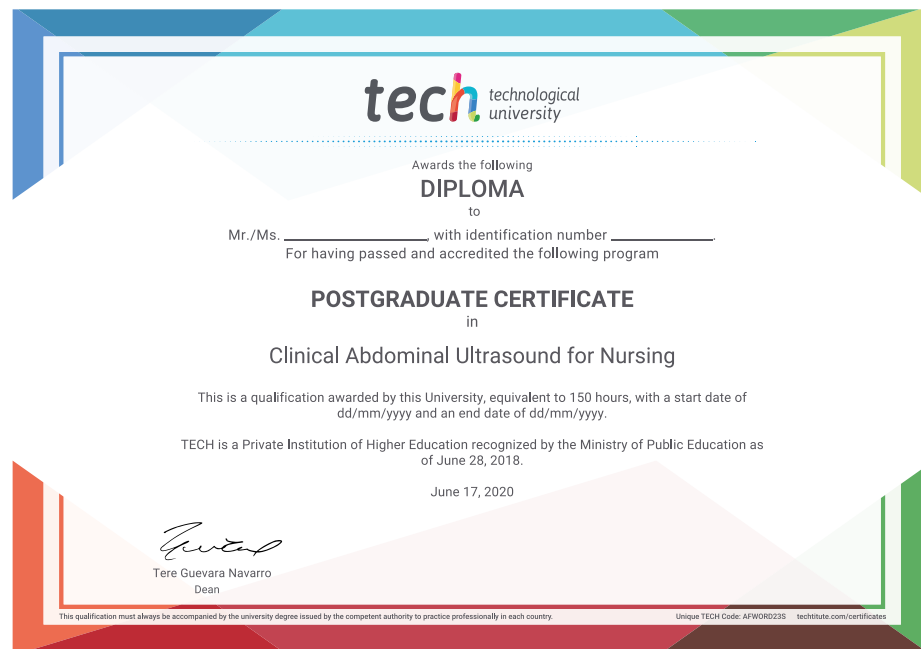 tech technological
university
Awards the following
DIPLOMA
to
Mr./Ms. ____________________, with identification number ______________.
For having passed and accredited the following program
POSTGRADUATE CERTIFICATE
in
Clinical Abdominal Ultrasound for Nursing
This is a qualification awarded by this University, equivalent to 150 hours, with a start date of
dd/mm/yyyy and an end date of dd/mm/yyyy.
TECH is a Private Institution of Higher Education recognized by the Ministry of Public Education as
of June 28, 2018.
June 17, 2020
Tere Guevara Navarro
Dean
This qualification must always be accompanied by the university degree issued by the competent authority to practice professionally in each country.
Unique TECH Code: AFWORD23S techtitute.com/certificates